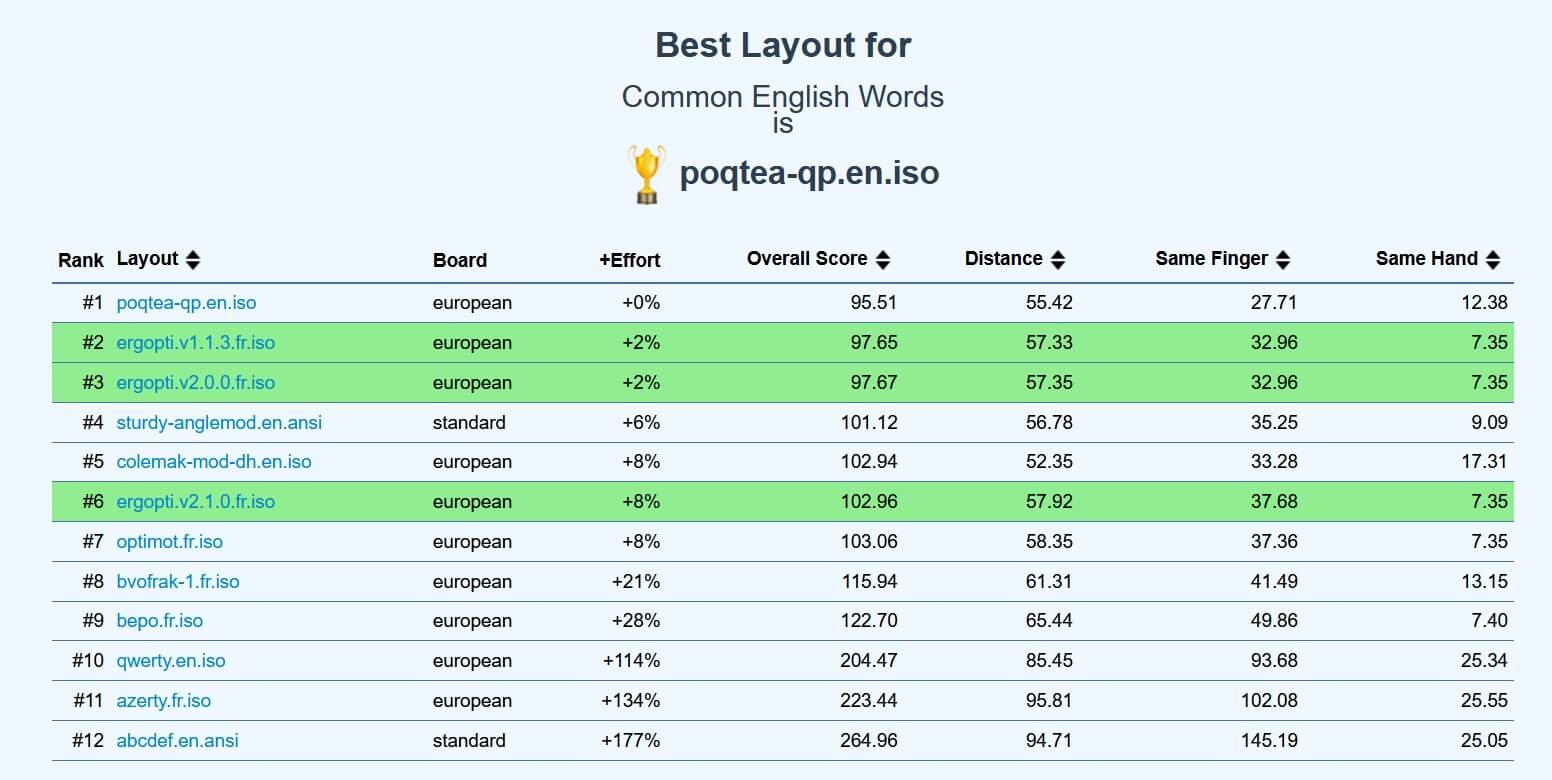 Best Layout for
Common English Words
is
poqtea-qp.en.iso
Rank Layout Board +Effort Overall Score Distance Same Finger Same Hand
#1 poqtea-qp.en.iso european +0% 95.51 55.42 27.71 12.38
#2 ergopti.v1.1.3.fr.iso european +2% 97.65 57.33 32.96 7.35
#3 ergopti.v2.0.0.fr.iso european +2% 97.67 57.35 32.96 7.35
#4 sturdy-anglemod.en.ansi standard +6% 101.12 56.78 35.25 9.09
#5 colemak-mod-dh.en.iso european +8% 102.94 52.35 33.28 17.31
#6 ergopti.v2.1.0.fr.iso european +8% 102.96 57.92 37.68 7.35
#7 optimot.fr.iso european +8% 103.06 58.35 37.36 7.35
#8 bvofrak-1.fr.iso european +21% 115.94 61.31 41.49 13.15
#9 bepo.fr.iso european +28% 122.70 65.44 49.86 7.40
#10 qwerty.en.iso european +114% 204.47 85.45 93.68 25.34
#11 azerty.fr.iso european +134% 223.44 95.81 102.08 25.55
#12 abcdef.en.ansi standard +177% 264.96 94.71 145.19 25.05